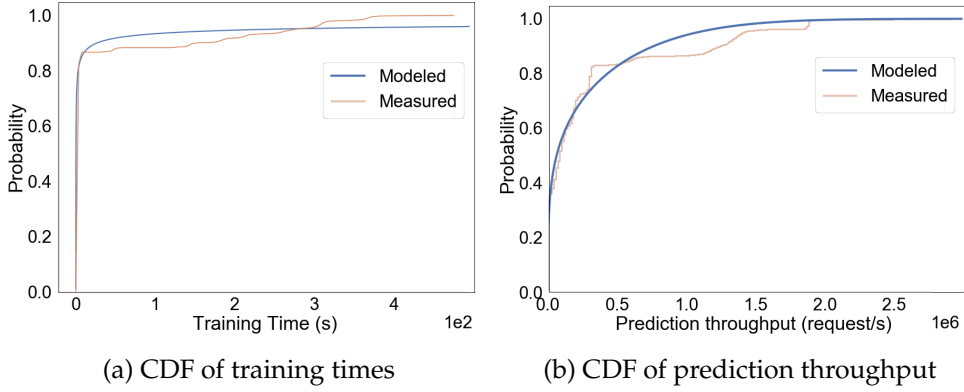 1.0
0.8
0.6
0.4
0.2
0.0
Probability
Modeled
Measured
0 1 2 3 4
Training Time (s)
1e2
(a) CDF of training times
1.0
0.8
0.6
0.4
0.2
0.0
Probability
Modeled
Measured
0.0 0.5 1.0 1.5 2.0 2.5
Prediction throughput (request/s)
1e6
(b) CDF of prediction throughput